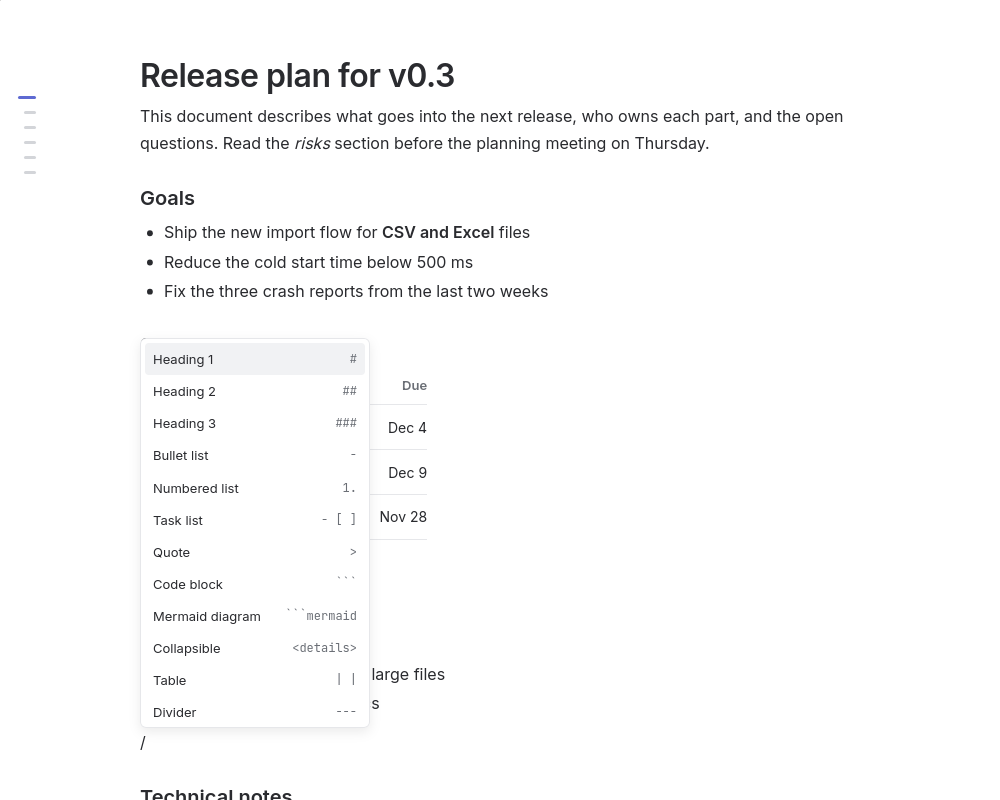 Release plan for v0.3
This document describes what goes into the next release, who owns each part, and the open
questions. Read the risks section before the planning meeting on Thursday.
Goals
Ship the new import flow for CSV and Excel files
Reduce the cold start time below 500 ms
Fix the three crash reports from the last two weeks
Heading 1 #
Heading 2 ##
Due
Heading 3 ###
Dec 4
Bullet list -
Dec 9
Numbered list 1.
Task list - [ ]
Nov 28
Quote >
Code block ```
Mermaid diagram ```mermaid
Collapsible <details>
Table | |
large files
Divider ---
s
/
Technical notes